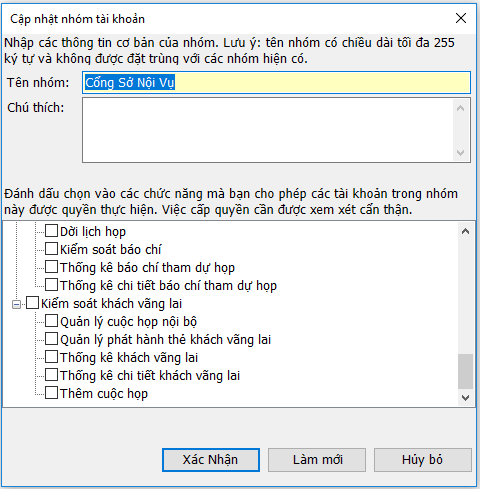 Cập nhật nhóm tài khoản
Nhập các thông tin cơ bản của nhóm. Lưu ý: tên nhóm có chiều dài tối đa 255
ký tự và không được đặt trùng với các nhóm hiện có.
Tên nhóm: Cổng Sở Nội Vụ
Chú thích:
Đánh dấu chọn vào các chức năng mà bạn cho phép các tài khoản trong nhóm
này được quyền thực hiện. Việc cấp quyền cần được xem xét cẩn thận.
Dời lịch họp
Kiểm soát báo chí
Thống kê báo chí tham dự họp
Thống kê chi tiết báo chí tham dự họp
Kiểm soát khách vãng lai
Quản lý cuộc họp nội bộ
Quản lý phát hành thẻ khách vãng lai
Thống kê khách vãng lai
Thống kê chi tiết khách vãng lai
Thêm cuộc họp
Xác Nhận
Làm mới
Hủy bỏ